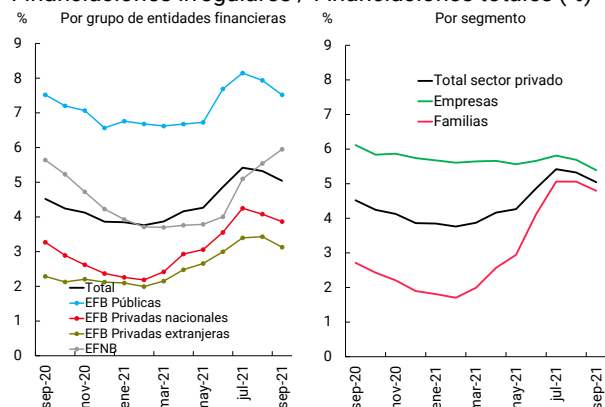 Financiaciones irregulares / Financiaciones totales (%)
% Por grupo de entidades financieras
9
8
7
6
5
4
3
2
1
0
Total
EFB Públicas
EFB Privadas nacionales
EFB Privadas extranjeras
EFNB
sep-20
nov-20
ene-21
mar-21
may-21
jul-21
sep-21
% Por segmento
9
8
7
6
5
4
3
2
1
0
Total sector privado
Empresas
Familias
sep-20
nov-20
ene-21
mar-21
may-21
jul-21
sep-21